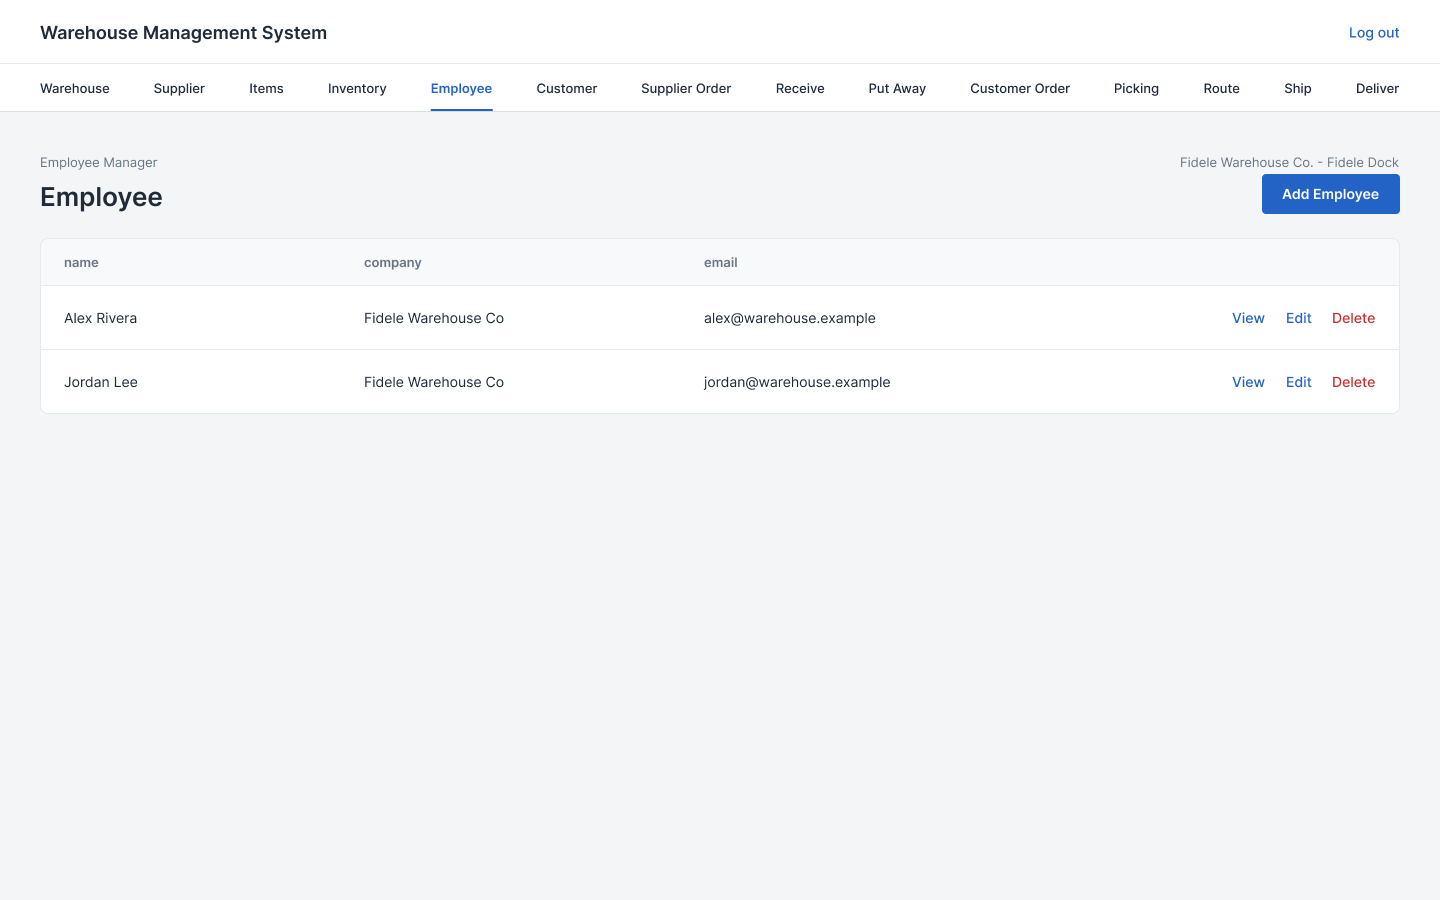 Warehouse Management System Log out
Warehouse Supplier Items Inventory Employee Customer Supplier Order Receive Put Away Customer Order Picking Route Ship Deliver
Employee Manager Fidele Warehouse Co. - Fidele Dock
Employee Add Employee
name company email
Alex Rivera Fidele Warehouse Co alex@warehouse.example View Edit Delete
Jordan Lee Fidele Warehouse Co jordan@warehouse.example View Edit Delete